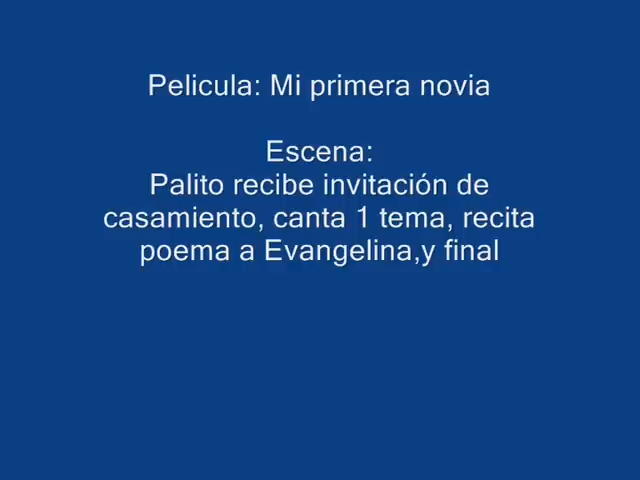 Pelicula: Mi primera novia
Escena:
Palito recibe invitación de
casamiento, canta 1 tema, recita
poema a Evangelina,y final